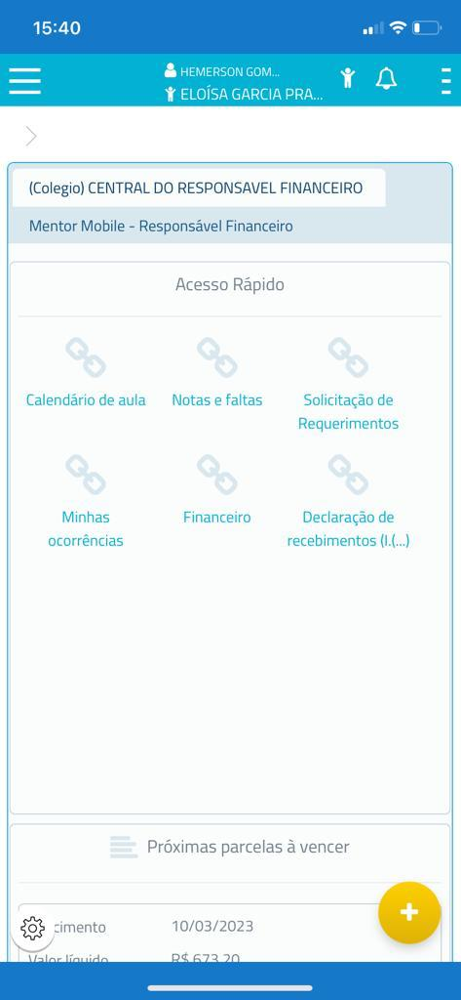 15:40
HEMERSON GOM...
ELOÍSA GARCIA PRA...
(Colegio) CENTRAL DO RESPONSAVEL FINANCEIRO
Mentor Mobile - Responsável Financeiro
Acesso Rápido
Calendário de aula
Notas e faltas
Solicitação de
Requerimentos
Minhas
ocorrências
Financeiro
Declaração de
recebimentos (I.(...)
Próximas parcelas à vencer
cimento 10/03/2023
Valor líquido R$ 673,20